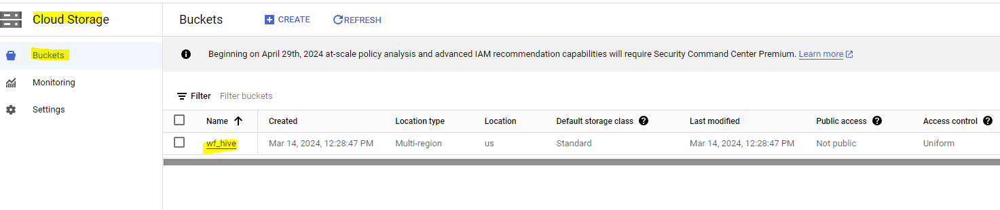 Cloud Storage
Buckets
Monitoring
Settings
Buckets CREATE REFRESH
Beginning on April 29th, 2024 at-scale policy analysis and advanced IAM recommendation capabilities will require Security Command Center Premium. Learn more
Filter Filter buckets
Name Created Location type Location Default storage class Last modified Public access Access control
wf_hive Mar 14, 2024, 12:28:47 PM Multi-region us Standard Mar 14, 2024, 12:28:47 PM Not public Uniform